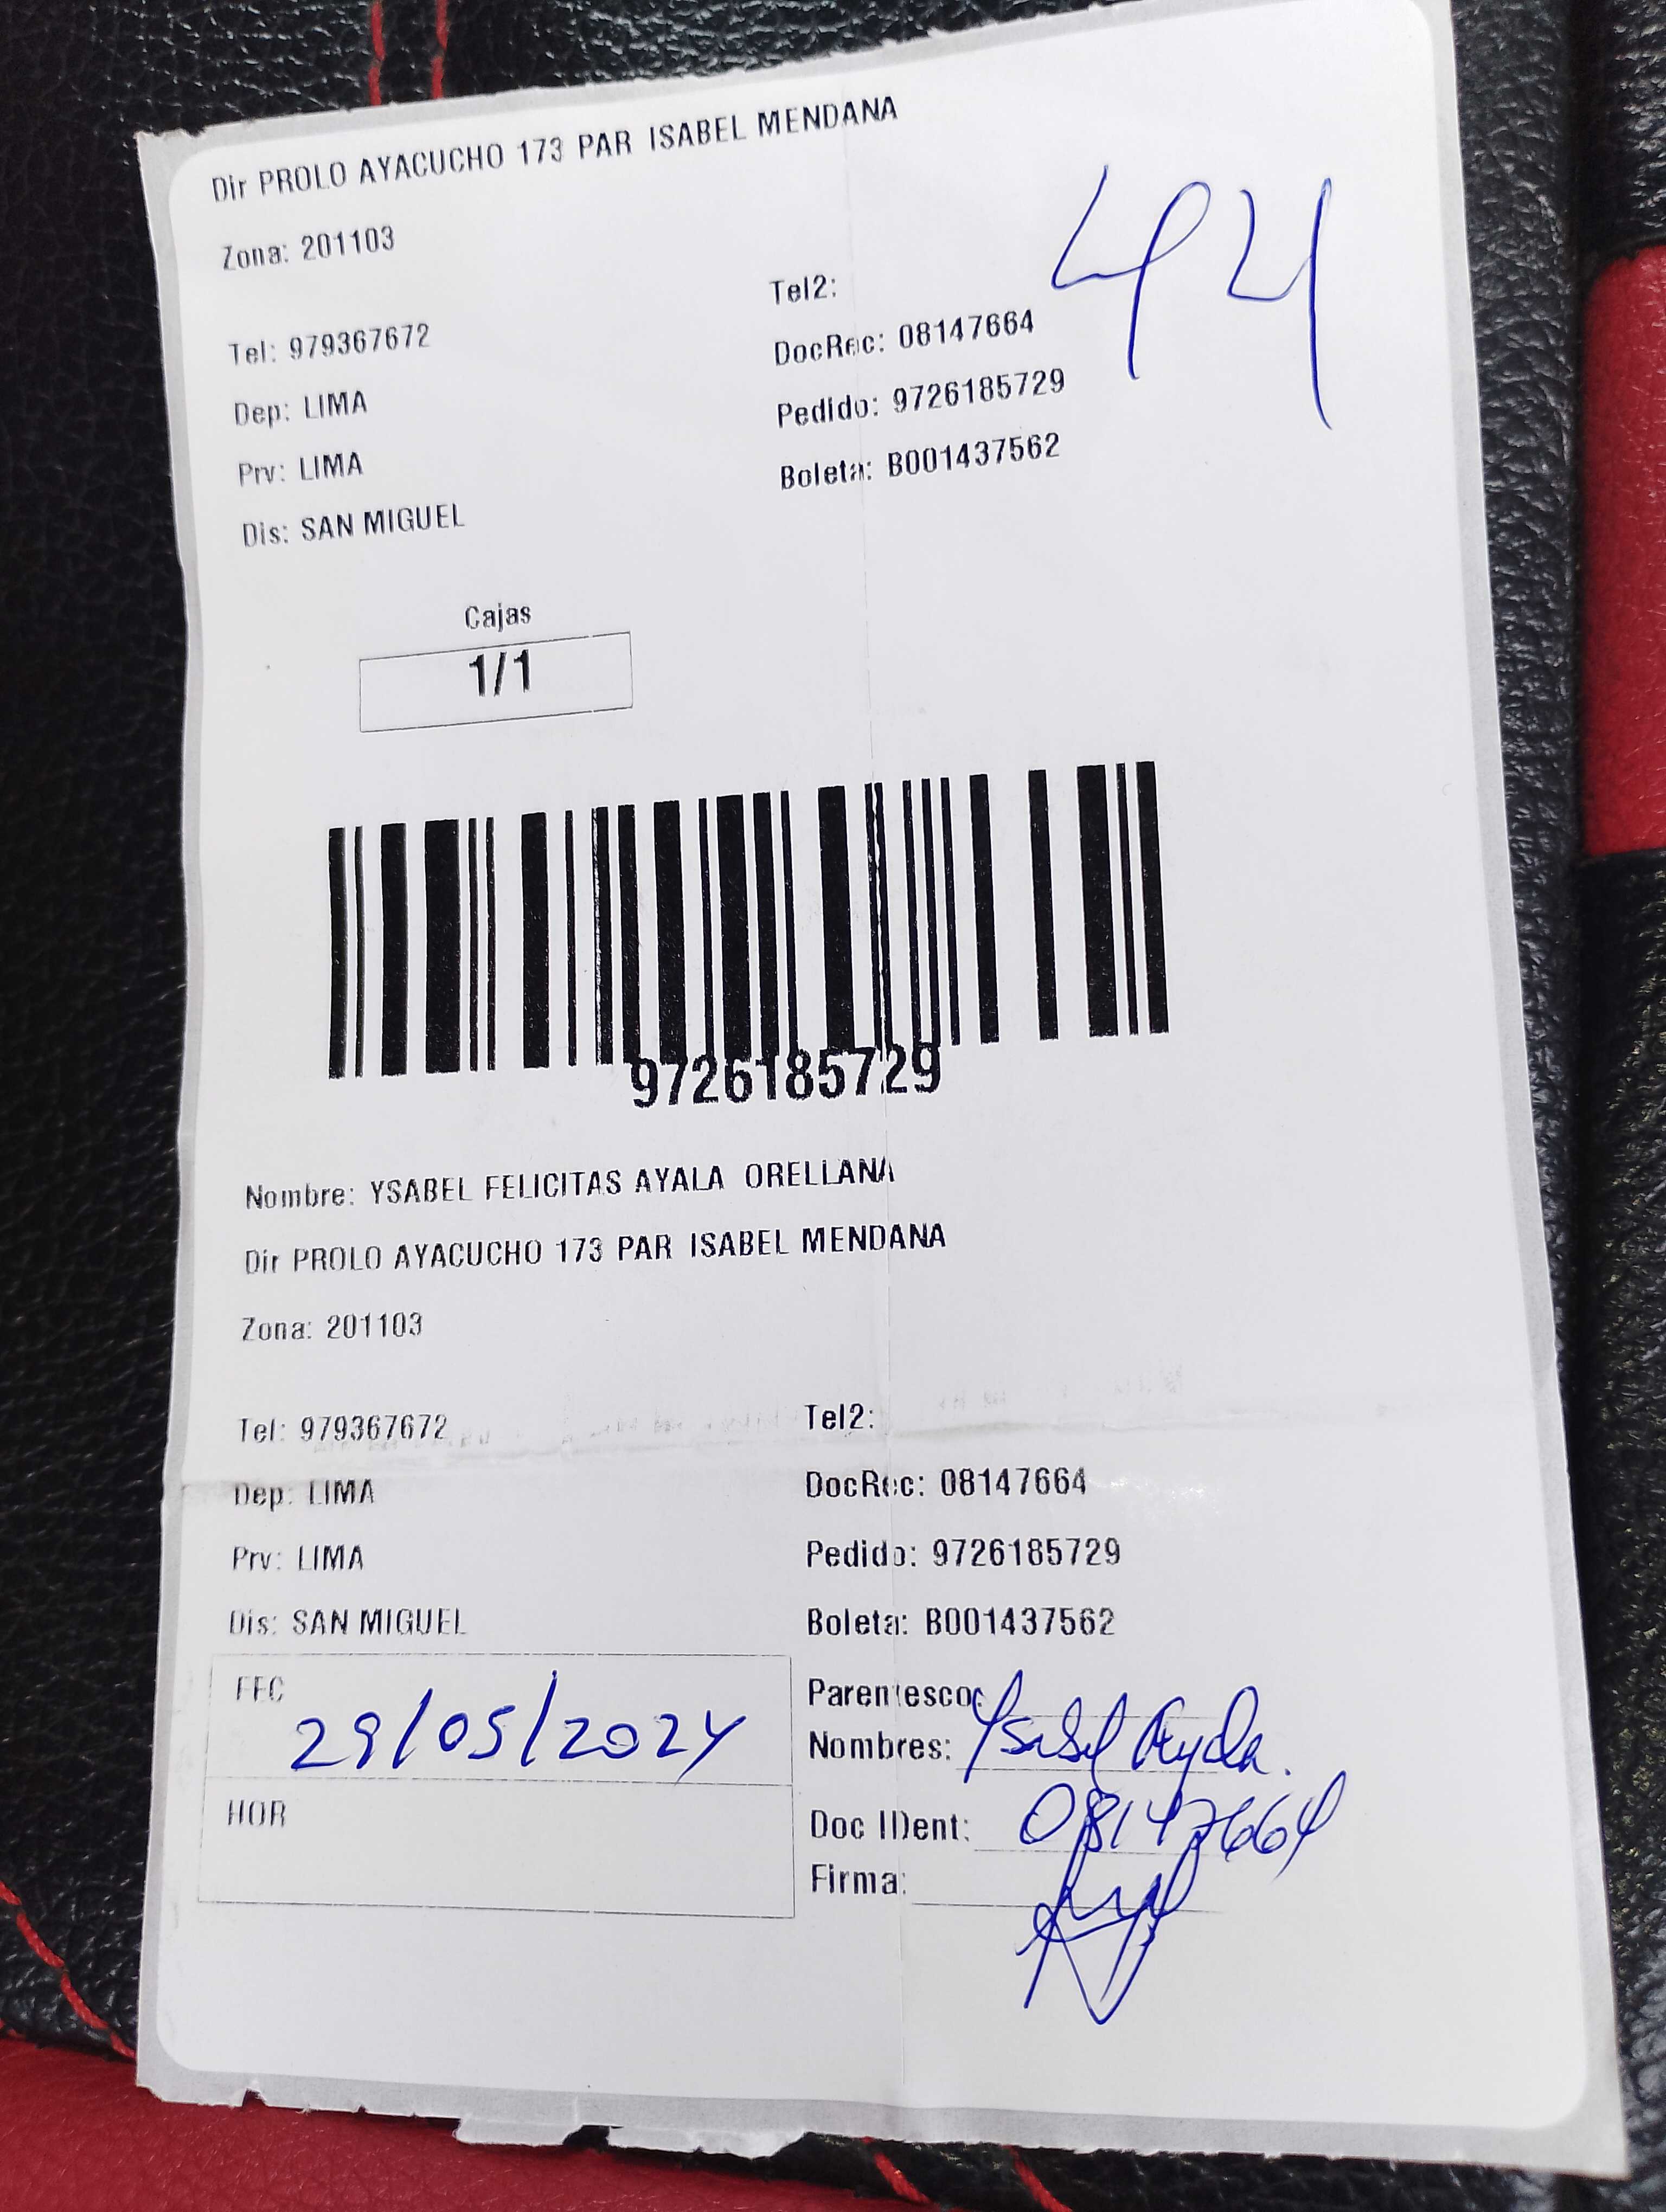 Dir PROLO AYACUCHO 173 PAR ISABEL MENDANA
44
Zona: 201103
Tel2:
Tel: 979367672
DocRec: 08147664
Dep: LIMA
Pedido: 9726185729
Prv: LIMA
Boleta: B001437562
Dis: SAN MIGUEL
Cajas
1/1
9726185729
Nombre: YSABEL FELICITAS AYALA ORELLANA
Dir PROLO AYACUCHO 173 PAR ISABEL MENDANA
Zona: 201103
Tel: 979367672
Tel2:
Dep: LIMA
DocRec: 08147664
Prv: LIMA
Pedido: 9726185729
Dis: SAN MIGUEL
Boleta: B001437562
FEC
29/05/2024
Parentesco:
Nombres: Ysabel Ayala.
HOR
Doc IDent: 08147664
Firma: